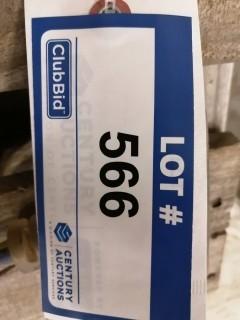 LOT #
566
ClubBid
CENTURY
AUCTIONS